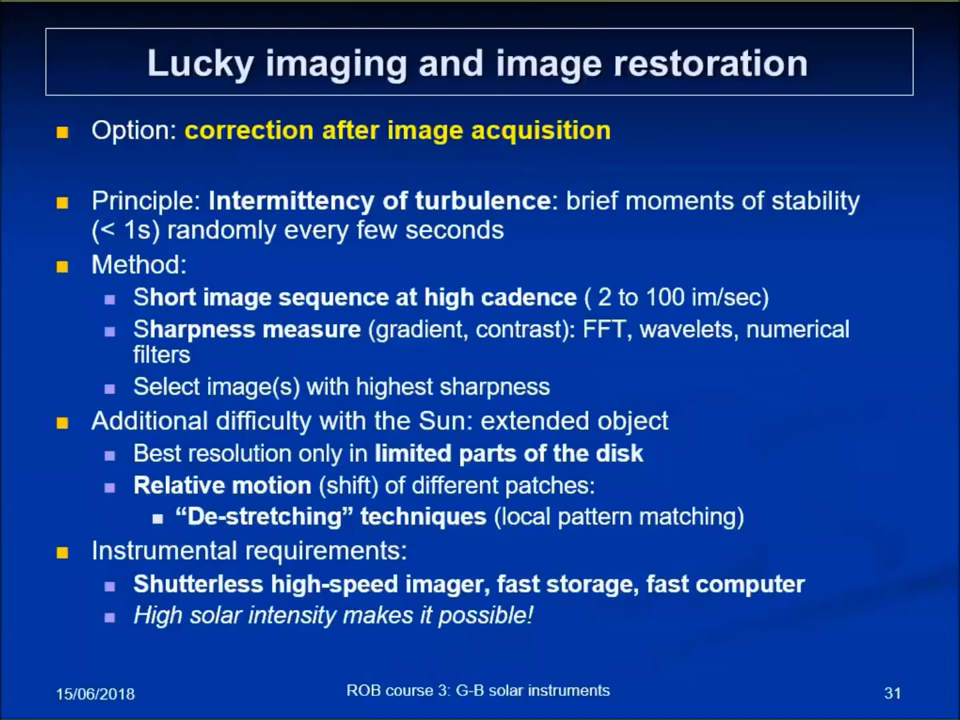 Lucky imaging and image restoration
Option: correction after image acquisition
Principle: Intermittency of turbulence: brief moments of stability
(< 1s) randomly every few seconds
Method:
Short image sequence at high cadence ( 2 to 100 im/sec)
Sharpness measure (gradient, contrast): FFT, wavelets, numerical
filters
Select image(s) with highest sharpness
Additional difficulty with the Sun: extended object
Best resolution only in limited parts of the disk
Relative motion (shift) of different patches:
“De-stretching” techniques (local pattern matching)
Instrumental requirements:
Shutterless high-speed imager, fast storage, fast computer
High solar intensity makes it possible!
15/06/2018
ROB course 3: G-B solar instruments
31